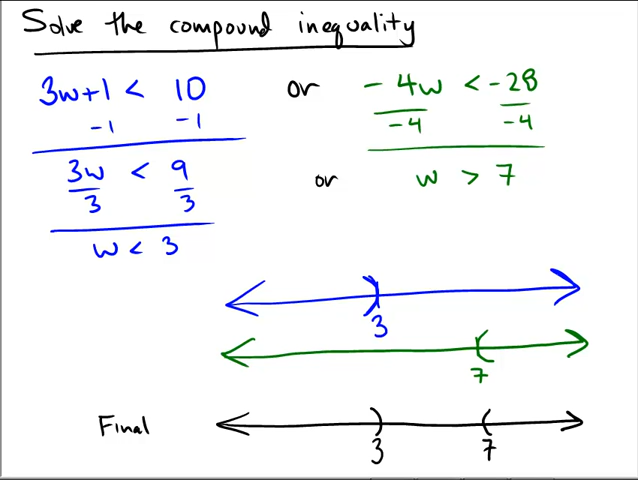 Solve the compound inequality
3w+1 < 10 or -4w < -28
-1 -1 -4 -4
3w < 9 or w > 7
3 3
w < 3
3
7
Final
3 7